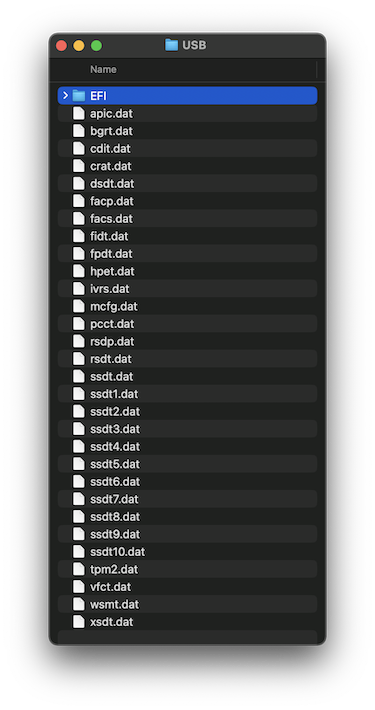 USB
Name
EFI
apic.dat
bgrt.dat
cdit.dat
crat.dat
dsdt.dat
facp.dat
facs.dat
fidt.dat
fpdt.dat
hpet.dat
ivrs.dat
mcfg.dat
pcct.dat
rsdp.dat
rsdt.dat
ssdt.dat
ssdt1.dat
ssdt2.dat
ssdt3.dat
ssdt4.dat
ssdt5.dat
ssdt6.dat
ssdt7.dat
ssdt8.dat
ssdt9.dat
ssdt10.dat
tpm2.dat
vfct.dat
wsmt.dat
xsdt.dat